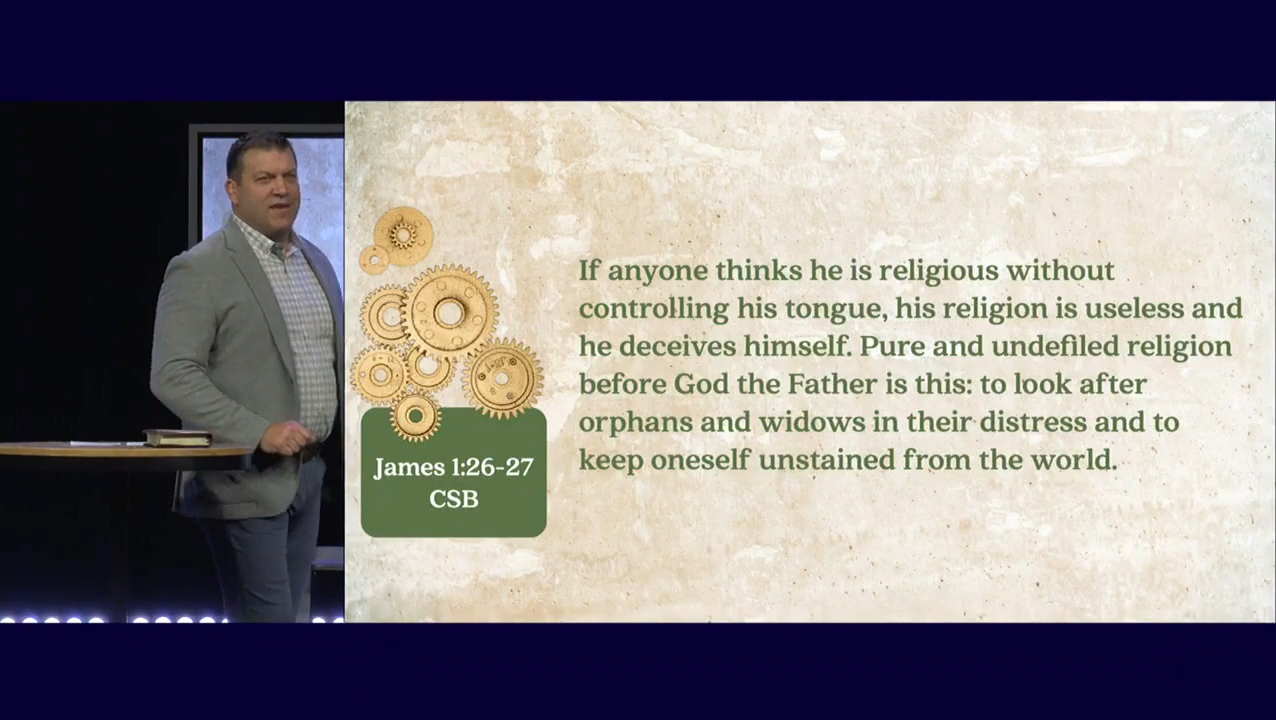 If anyone thinks he is religious without
controlling his tongue, his religion is useless and
he deceives himself. Pure and undefiled religion
before God the Father is this: to look after
orphans and widows in their distress and to
keep oneself unstained from the world.
James 1:26-27
CSB